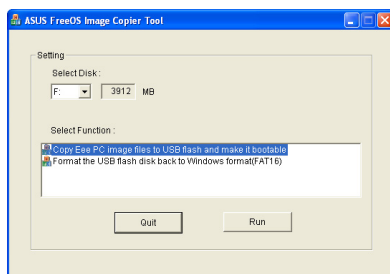 ASUS FreeOS Image Copier Tool
Setting
Select Disk :
F: 3912 MB
Select Function :
Copy Eee PC image files to USB flash and make it bootable
Format the USB flash disk back to Windows format(FAT16)
Quit Run